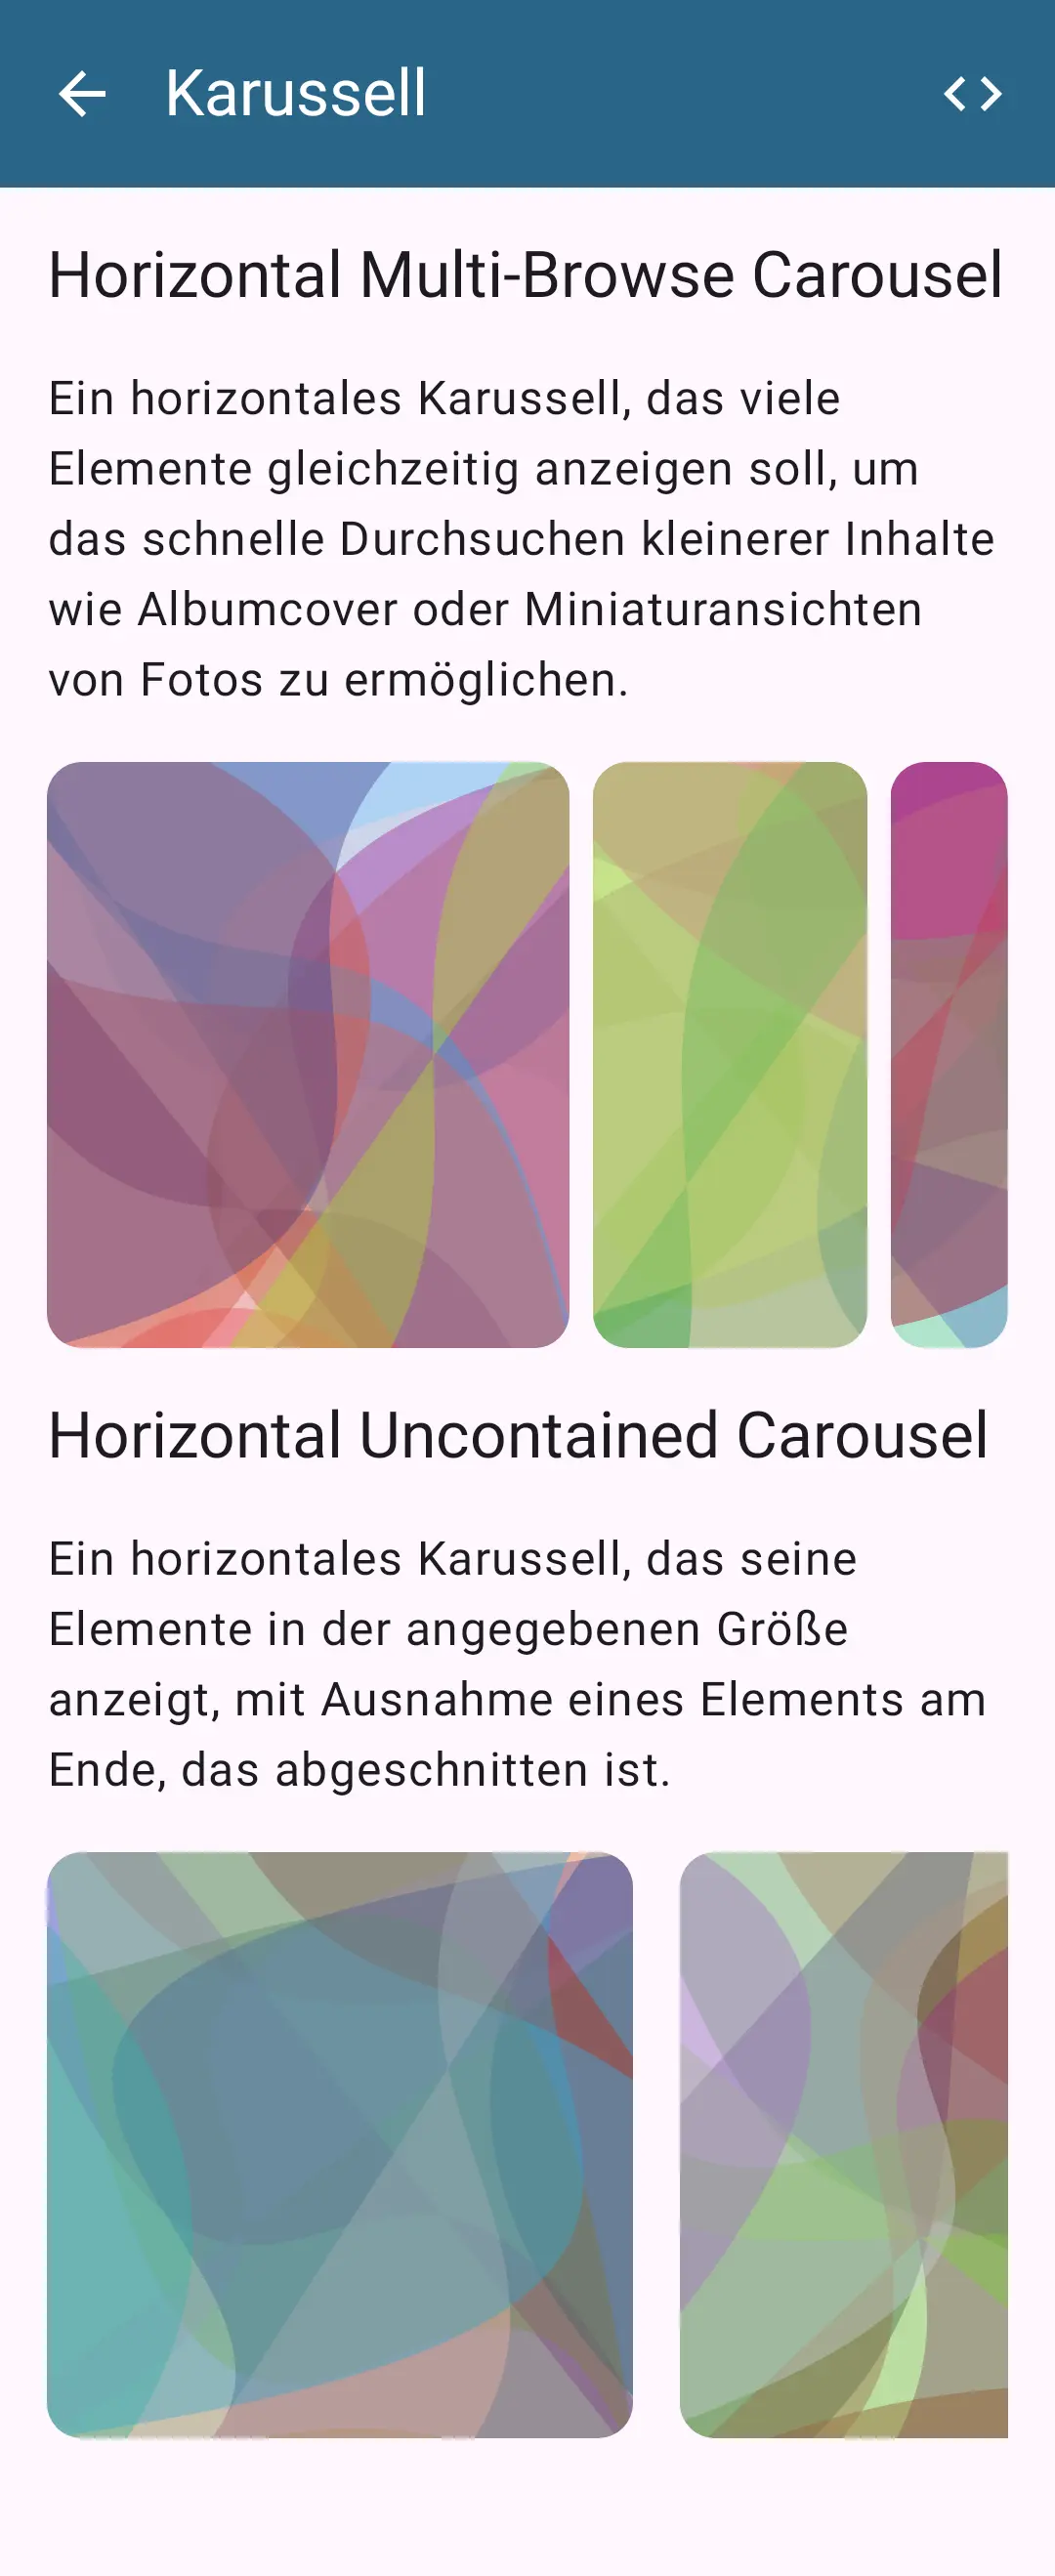 Karussell
Horizontal Multi-Browse Carousel
Ein horizontales Karussell, das viele
Elemente gleichzeitig anzeigen soll, um
das schnelle Durchsuchen kleinerer Inhalte
wie Albumcover oder Miniaturansichten
von Fotos zu ermöglichen.
Horizontal Uncontained Carousel
Ein horizontales Karussell, das seine
Elemente in der angegebenen Größe
anzeigt, mit Ausnahme eines Elements am
Ende, das abgeschnitten ist.